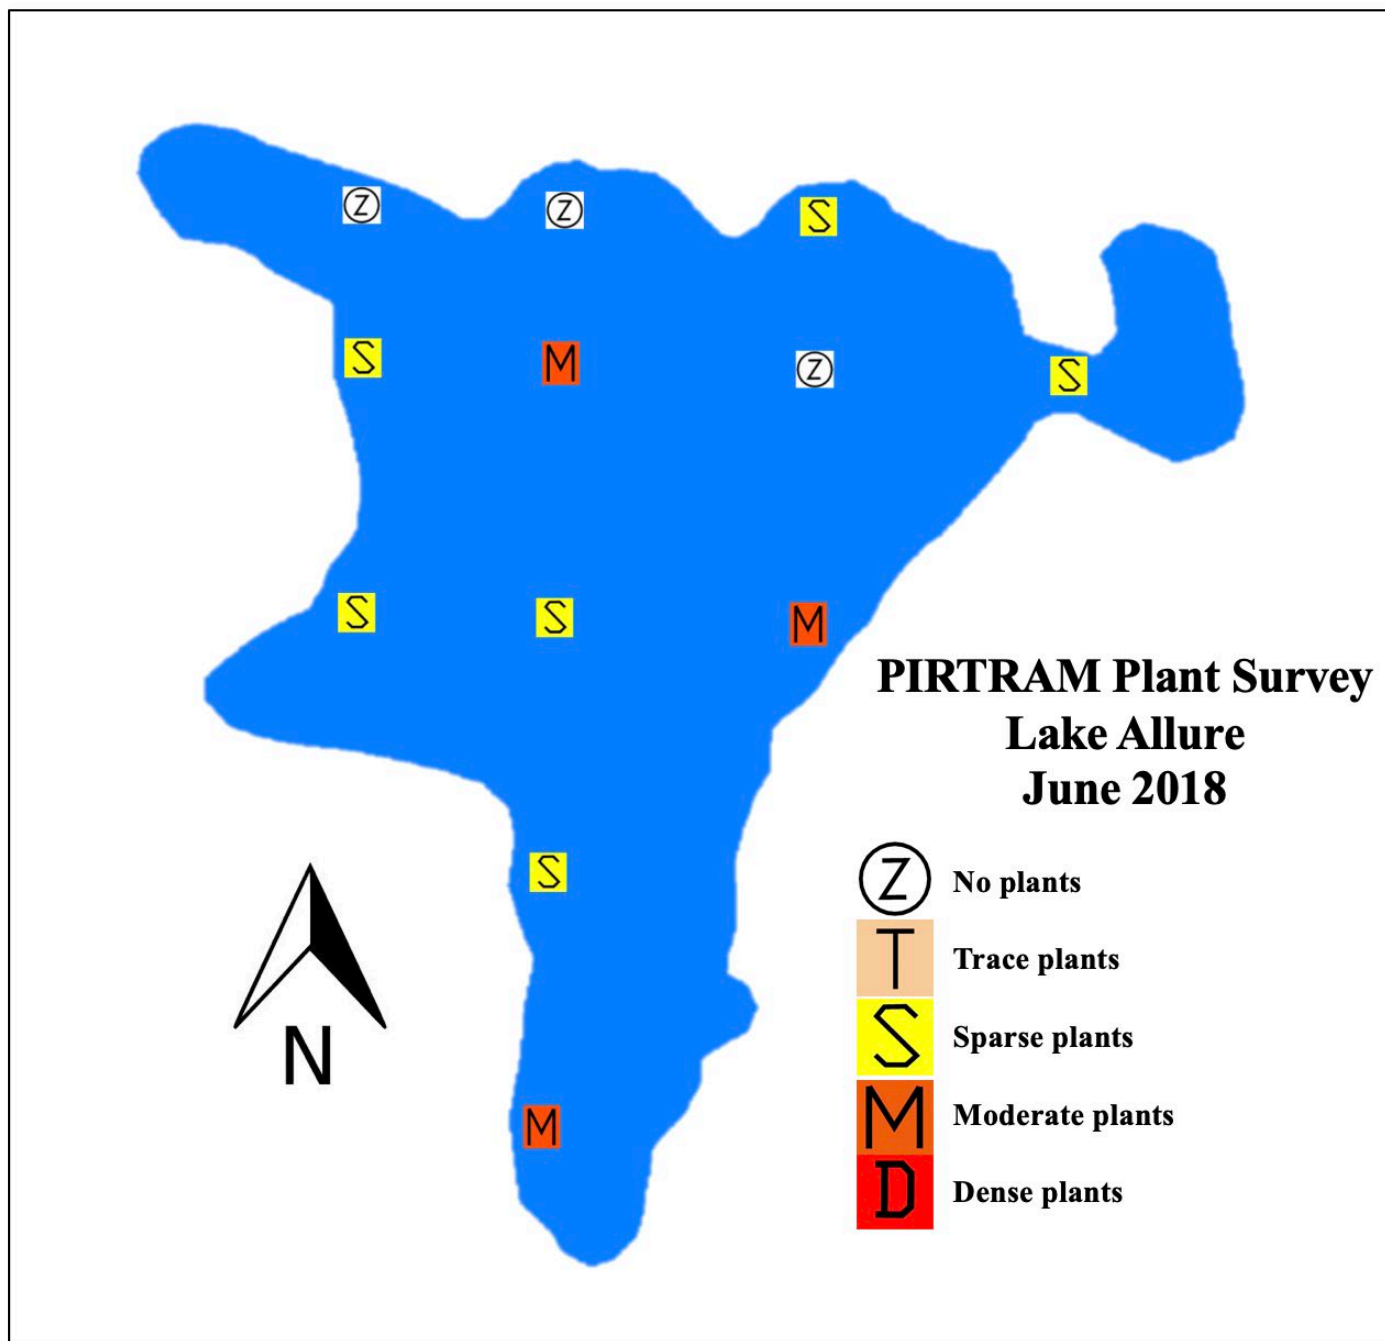 Z
Z
S
S
M
Z
S
S
S
M
PIRTRAM Plant Survey
Lake Allure
June 2018
S
Z No plants
T Trace plants
S Sparse plants
N
M Moderate plants
M
D Dense plants